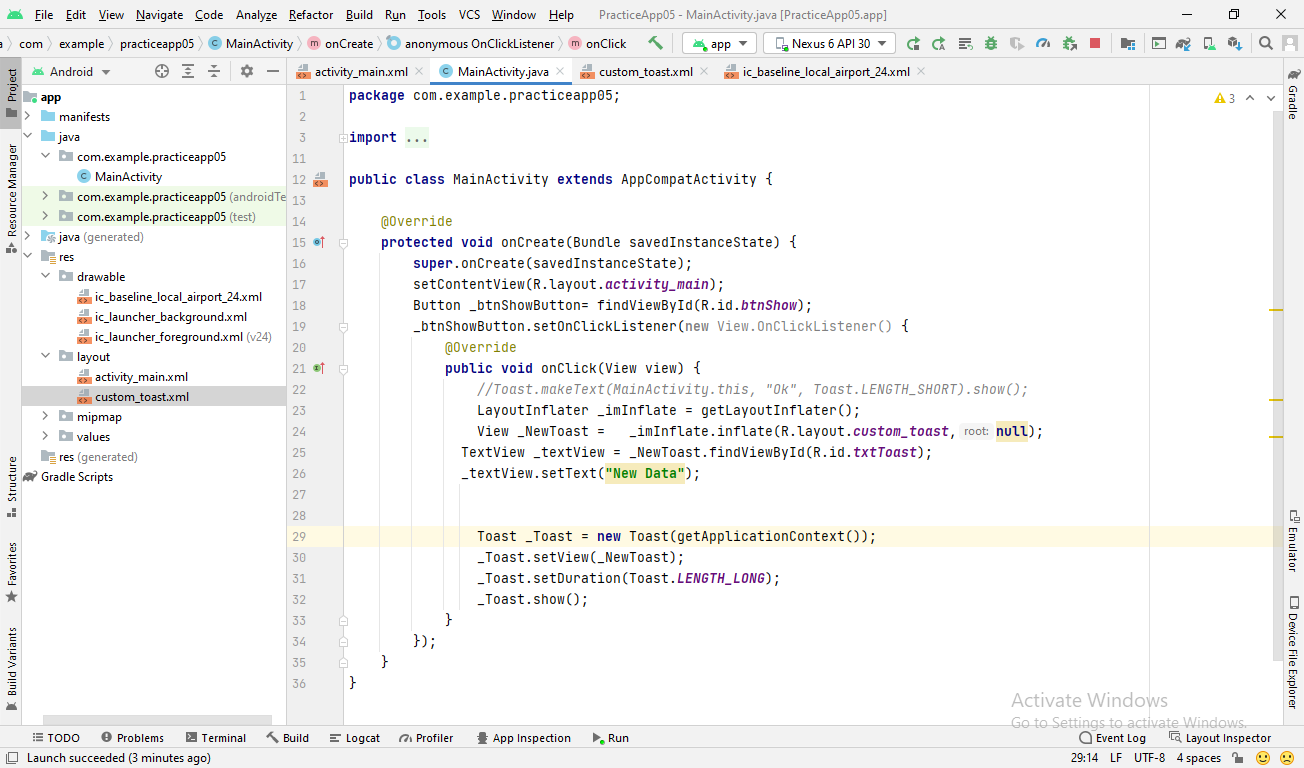 File Edit View Navigate Code Analyze Refactor Build Run Tools VCS Window Help PracticeApp05 - MainActivity.java [PracticeApp05.app]
com example practiceapp05 MainActivity onCreate anonymous OnClickListener onClick app Nexus 6 API 30
Android activity_main.xml MainActivity.java custom_toast.xml ic_baseline_local_airport_24.xml
Project
Resource Manager
Structure
Favorites
Build Variants
app
manifests
java
com.example.practiceapp05
MainActivity
com.example.practiceapp05 (androidTe
com.example.practiceapp05 (test)
java (generated)
res
drawable
ic_baseline_local_airport_24.xml
ic_launcher_background.xml
ic_launcher_foreground.xml (v24)
layout
activity_main.xml
custom_toast.xml
mipmap
values
res (generated)
Gradle Scripts
1 package com.example.practiceapp05;
2
3 import ...
11
12 public class MainActivity extends AppCompatActivity {
13
14 @Override
15 protected void onCreate(Bundle savedInstanceState) {
16 super.onCreate(savedInstanceState);
17 setContentView(R.layout.activity_main);
18 Button _btnShowButton= findViewById(R.id.btnShow);
19 _btnShowButton.setOnClickListener(new View.OnClickListener() {
20 @Override
21 public void onClick(View view) {
22 //Toast.makeText(MainActivity.this, "Ok", Toast.LENGTH_SHORT).show();
23 LayoutInflater _imInflate = getLayoutInflater();
24 View _NewToast = _imInflate.inflate(R.layout.custom_toast, root: null);
25 TextView _textView = _NewToast.findViewById(R.id.txtToast);
26 _textView.setText("New Data");
27
28
29 Toast _Toast = new Toast(getApplicationContext());
30 _Toast.setView(_NewToast);
31 _Toast.setDuration(Toast.LENGTH_LONG);
32 _Toast.show();
33 }
34 });
35 }
36 }
3
Gradle
Emulator
Device File Explorer
Activate Windows
Go to Settings to activate Windows.
TODO Problems Terminal Build Logcat Profiler App Inspection Run Event Log Layout Inspector
Launch succeeded (3 minutes ago) 29:14 LF UTF-8 4 spaces